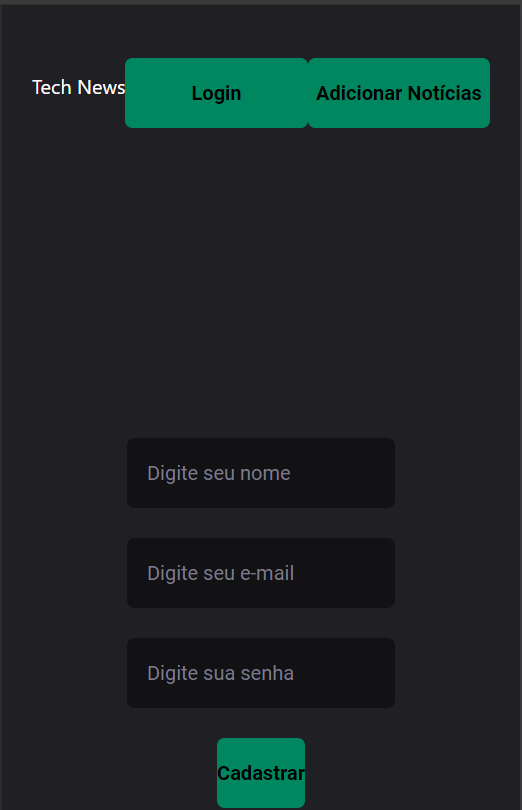 Tech News
Login
Adicionar Notícias
Digite seu nome
Digite seu e-mail
Digite sua senha
Cadastrar